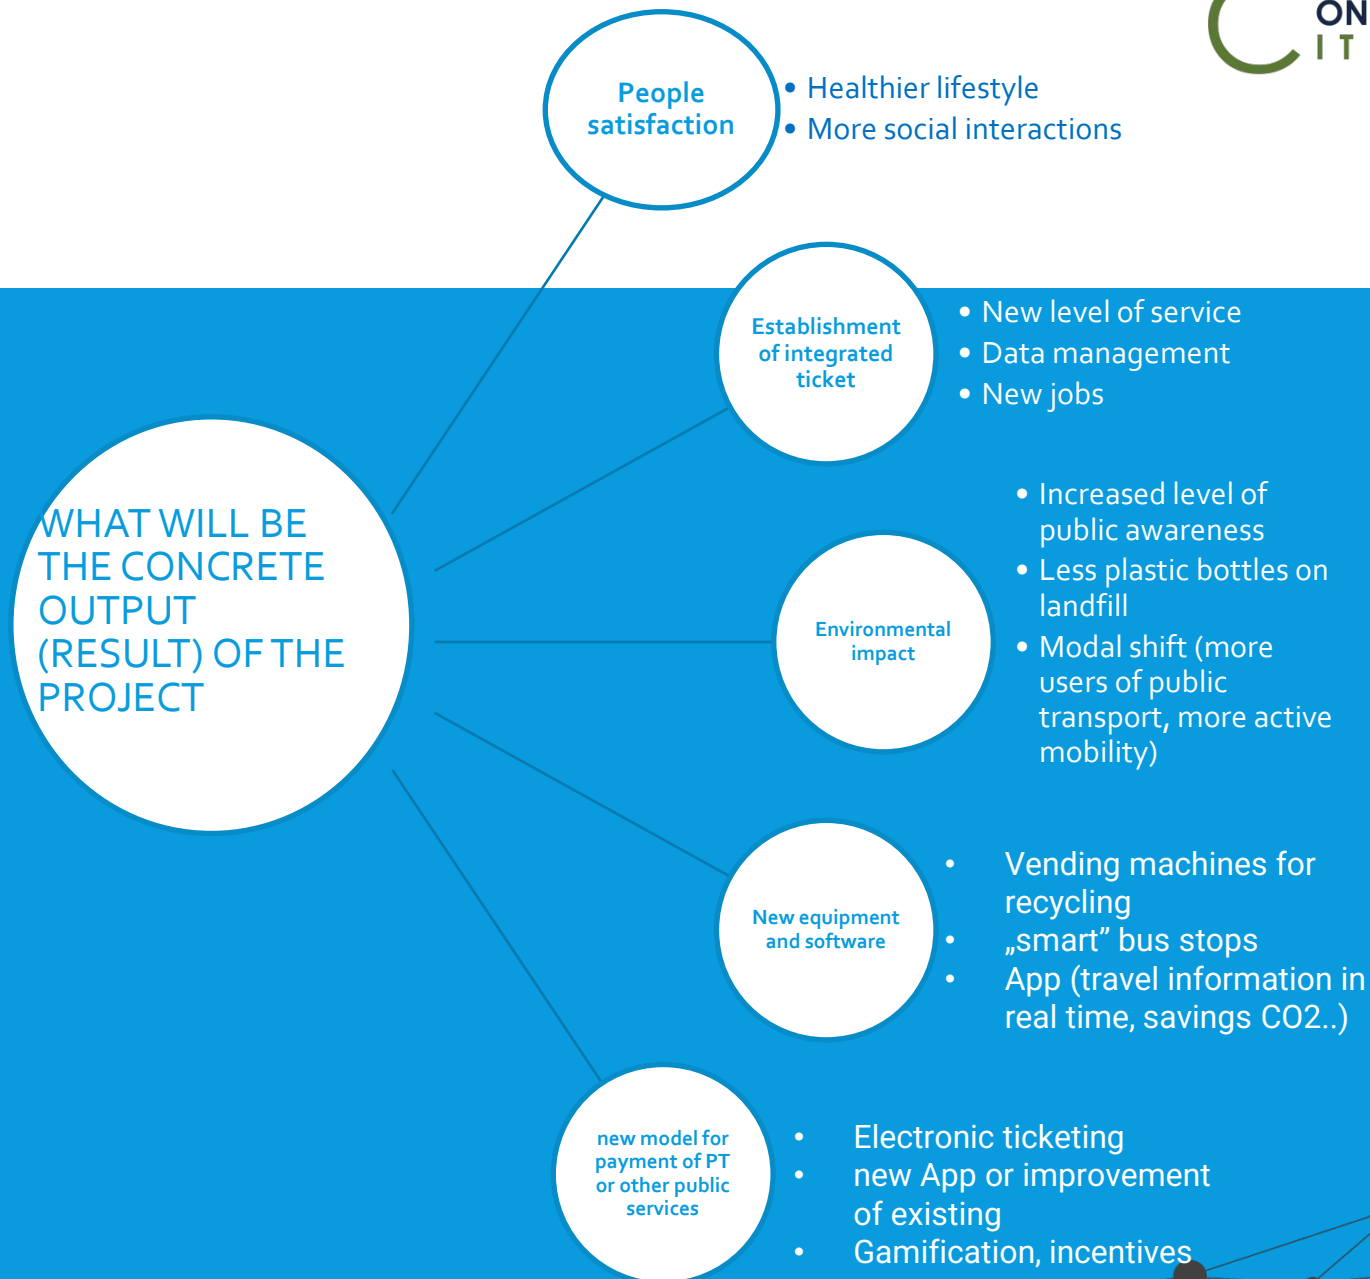 ON
IT
People
satisfaction
• Healthier lifestyle
• More social interactions
Establishment
of integrated
ticket
• New level of service
• Data management
• New jobs
WHAT WILL BE
THE CONCRETE
OUTPUT
(RESULT) OF THE
PROJECT
Environmental
impact
• Increased level of
public awareness
• Less plastic bottles on
landfill
• Modal shift (more
users of public
transport, more active
mobility)
New equipment
and software
• Vending machines for
recycling
• „smart” bus stops
• App (travel information in
real time, savings CO2..)
new model for
payment of PT
or other public
services
• Electronic ticketing
• new App or improvement
of existing
• Gamification, incentives